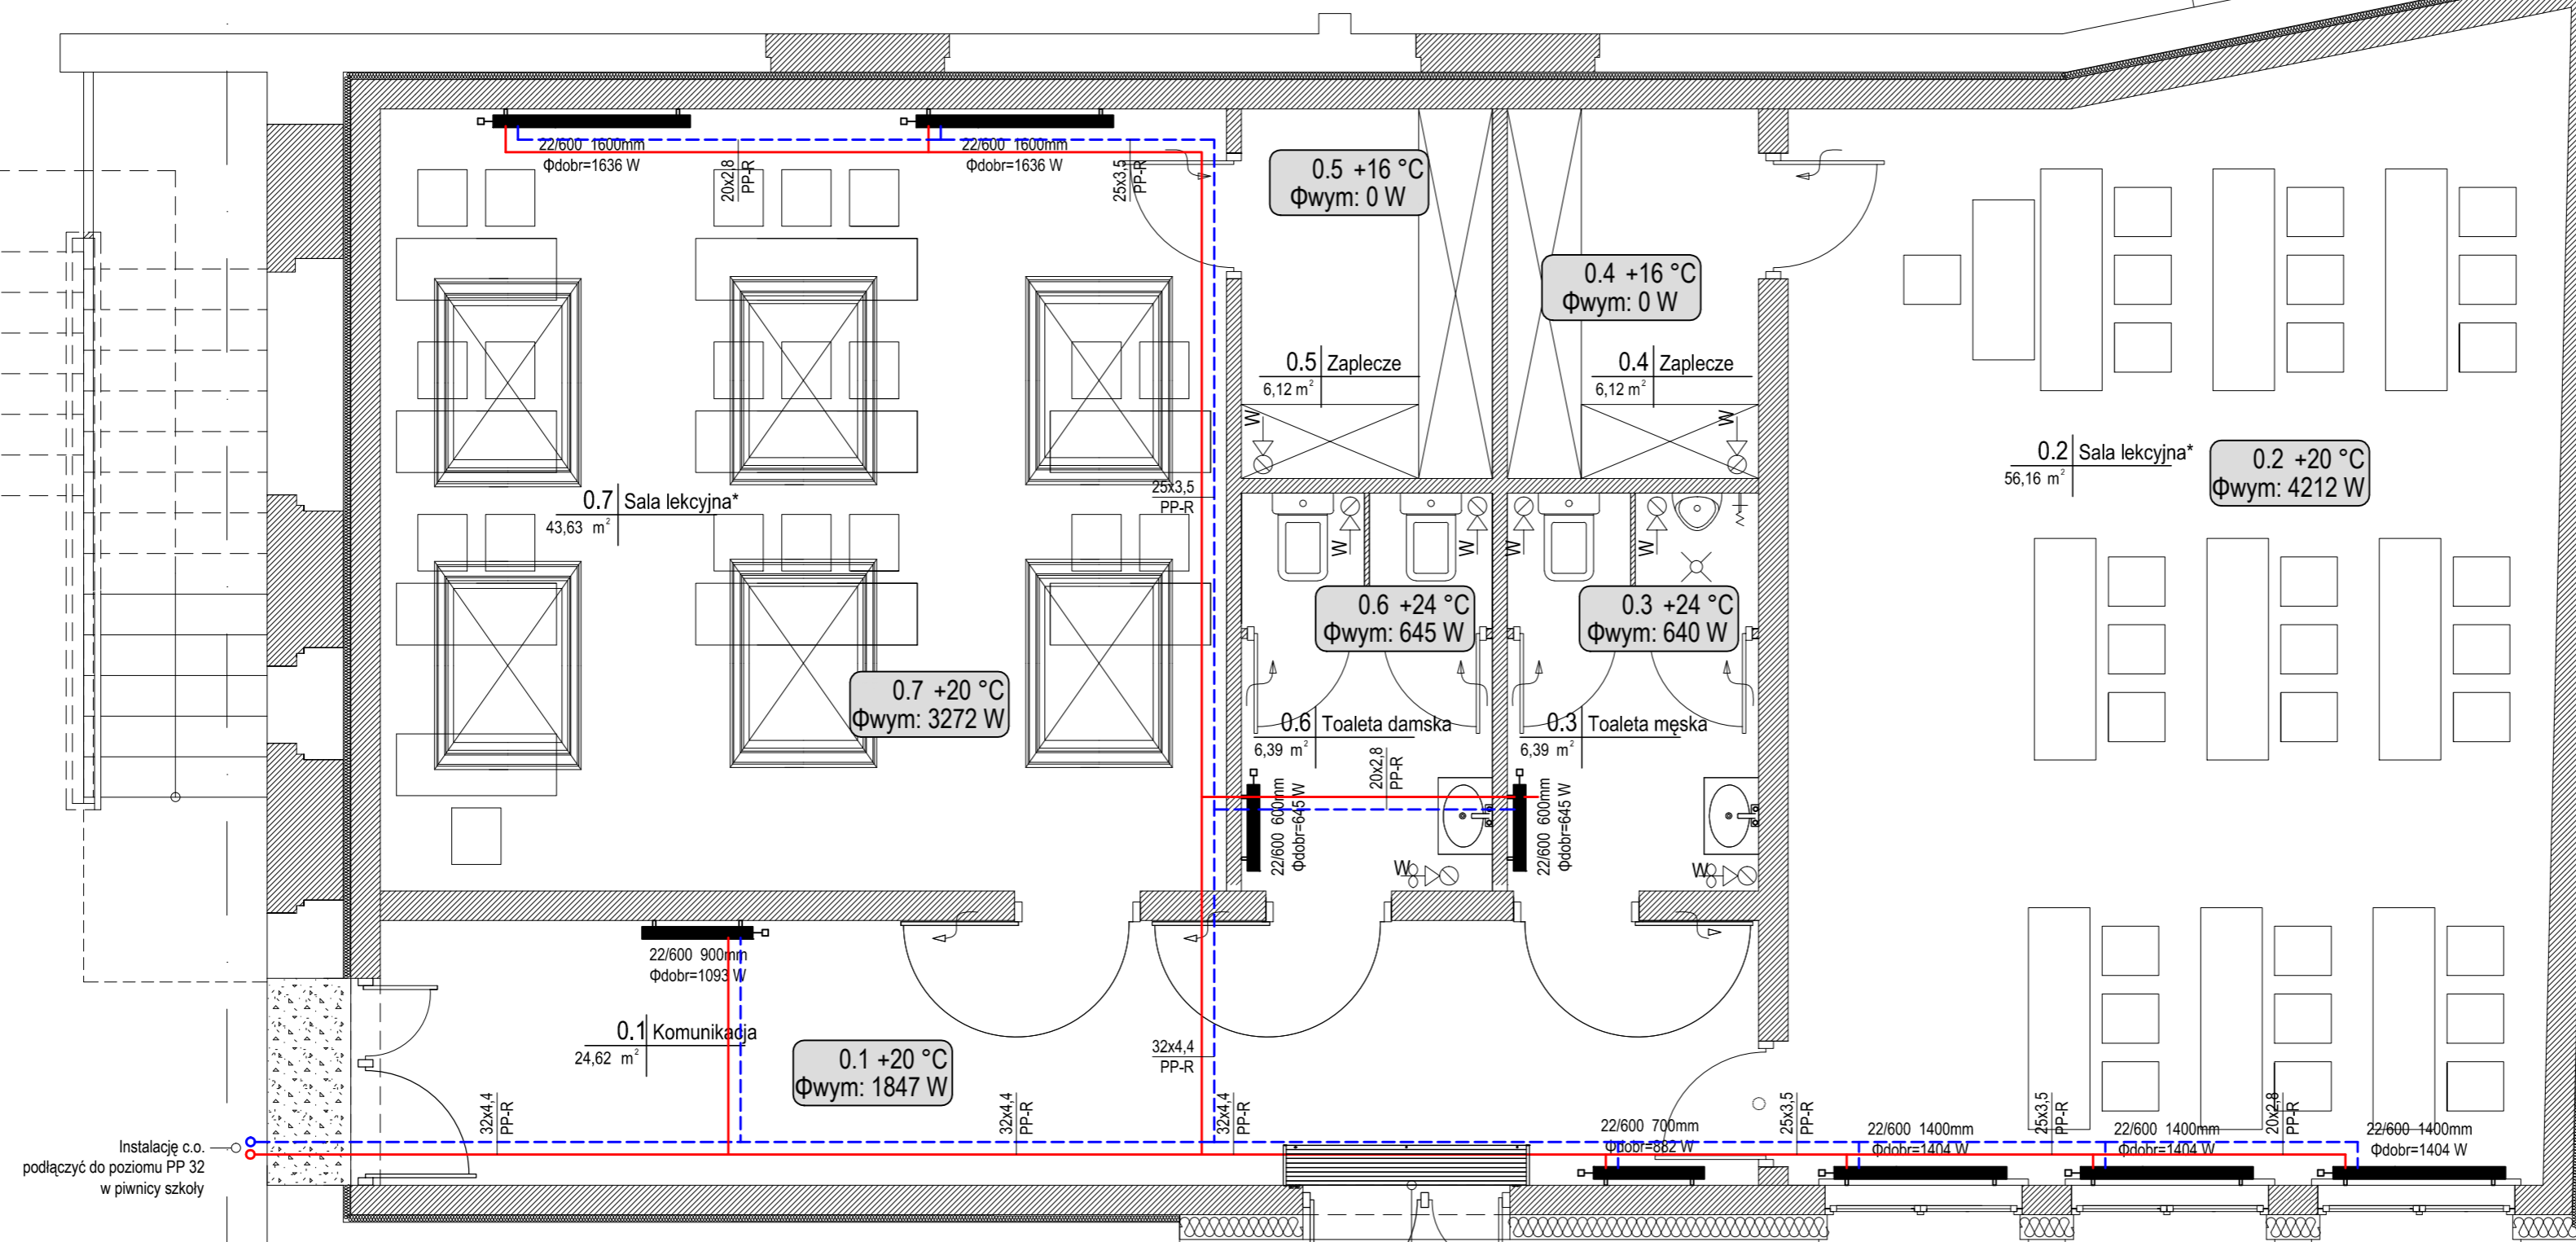 22/600 1600mm
Φdobr=1636 W
20x2,8
PP-R
22/600 1600mm
Φdobr=1636 W
25x3,5
PP-R
0.5 +16 °C
Φwym: 0 W
0.4 +16 °C
Φwym: 0 W
0.5 Zaplecze
6,12 m²
0.4 Zaplecze
6,12 m²
W
W
0.2 Sala lekcyjna*
56,16 m²
0.2 +20 °C
Φwym: 4212 W
0.7 Sala lekcyjna*
43,63 m²
25x3,5
PP-R
W
W
W
W
0.6 +24 °C
Φwym: 645 W
0.3 +24 °C
Φwym: 640 W
0.7 +20 °C
Φwym: 3272 W
0.6 Toaleta damska
6,39 m²
0.3 Toaleta męska
6,39 m²
20x2,8
PP-R
22/600 600mm
Φdobr=645 W
22/600 600mm
Φdobr=645 W
W
W
22/600 900mm
Φdobr=1093 W
0.1 Komunikacja
24,62 m²
0.1 +20 °C
Φwym: 1847 W
32x4,4
PP-R
32x4,4
PP-R
32x4,4
PP-R
32x4,4
PP-R
25x3,5
PP-R
25x3,5
PP-R
20x2,8
PP-R
22/600 700mm
Φdobr=882 W
22/600 1400mm
Φdobr=1404 W
22/600 1400mm
Φdobr=1404 W
22/600 1400mm
Φdobr=1404 W
Instalację c.o.
podłączyć do poziomu PP 32
w piwnicy szkoły